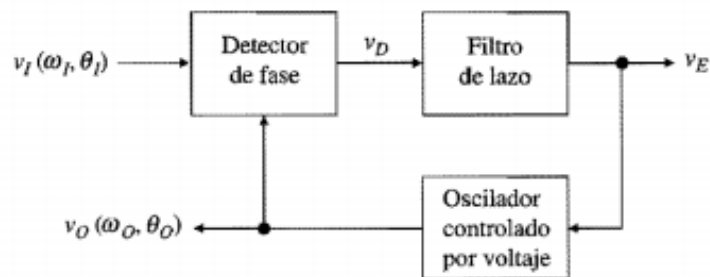 v_I (ω_I, θ_I)
Detector
de fase
v_D
Filtro
de lazo
v_E
v_O (ω_O, θ_O)
Oscilador
controlado
por voltaje